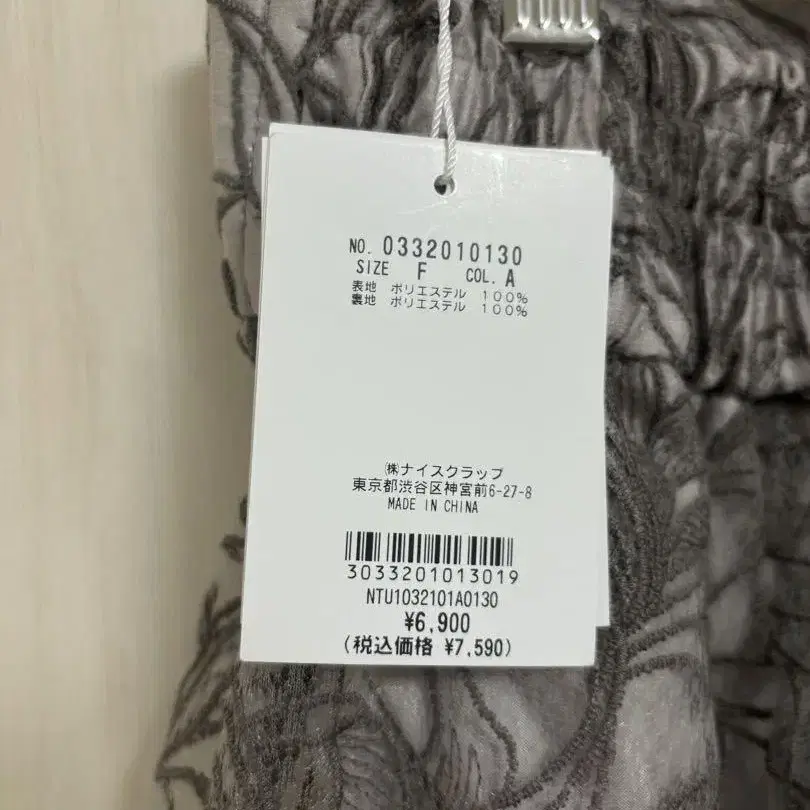 NO. 0332010130
SIZE F COL. A
表地 ポリエステル 100%
裏地 ポリエステル 100%
㈱ナイスクラップ
東京都渋谷区神宮前6-27-8
MADE IN CHINA
3033201013019
NTU1032101A0130
¥6,900
(税込価格 ¥7,590)